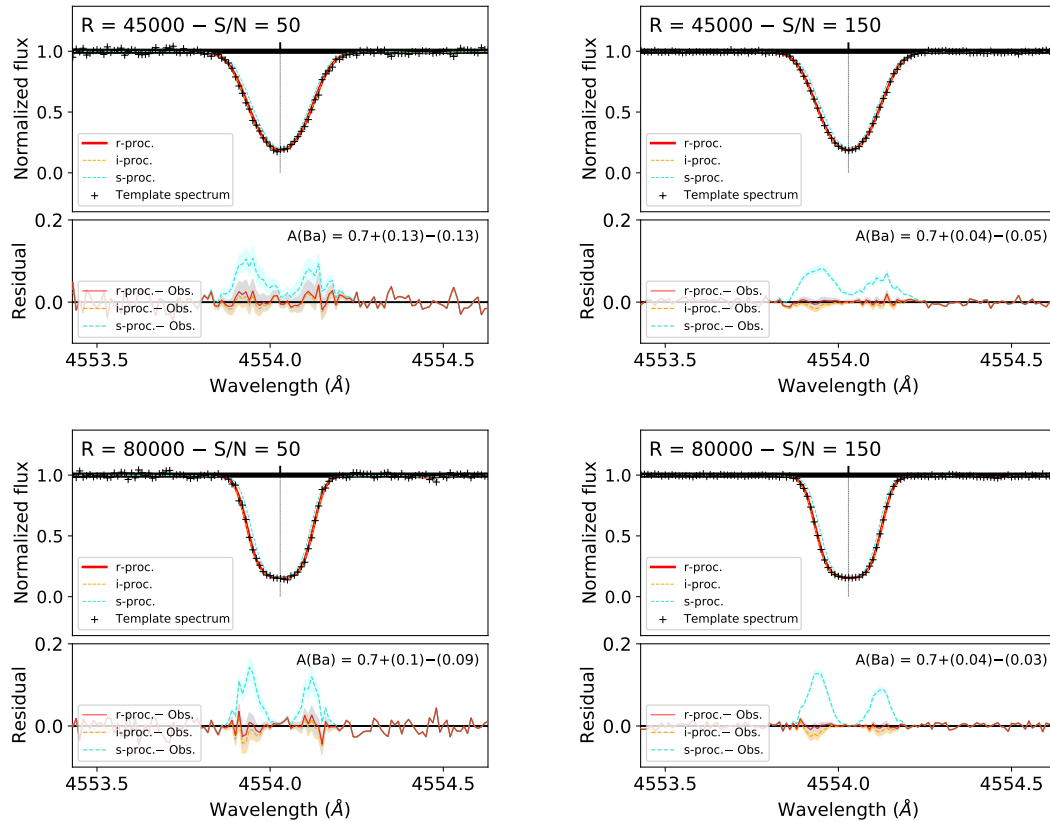 R = 45000 − S/N = 50
Normalized flux
1.0
0.5
0.0
r-proc.
i-proc.
s-proc.
Template spectrum
Residual
0.2
0.0
A(Ba) = 0.7+(0.13)−(0.13)
r-proc.− Obs.
i-proc.− Obs.
s-proc.− Obs.
4553.5 4554.0 4554.5
Wavelength (Å)
R = 45000 − S/N = 150
Normalized flux
1.0
0.5
0.0
r-proc.
i-proc.
s-proc.
Template spectrum
Residual
0.2
0.0
A(Ba) = 0.7+(0.04)−(0.05)
r-proc.− Obs.
i-proc.− Obs.
s-proc.− Obs.
4553.5 4554.0 4554.5
Wavelength (Å)
R = 80000 − S/N = 50
Normalized flux
1.0
0.5
0.0
r-proc.
i-proc.
s-proc.
Template spectrum
Residual
0.2
0.0
A(Ba) = 0.7+(0.1)−(0.09)
r-proc.− Obs.
i-proc.− Obs.
s-proc.− Obs.
4553.5 4554.0 4554.5
Wavelength (Å)
R = 80000 − S/N = 150
Normalized flux
1.0
0.5
0.0
r-proc.
i-proc.
s-proc.
Template spectrum
Residual
0.2
0.0
A(Ba) = 0.7+(0.04)−(0.03)
r-proc.− Obs.
i-proc.− Obs.
s-proc.− Obs.
4553.5 4554.0 4554.5
Wavelength (Å)